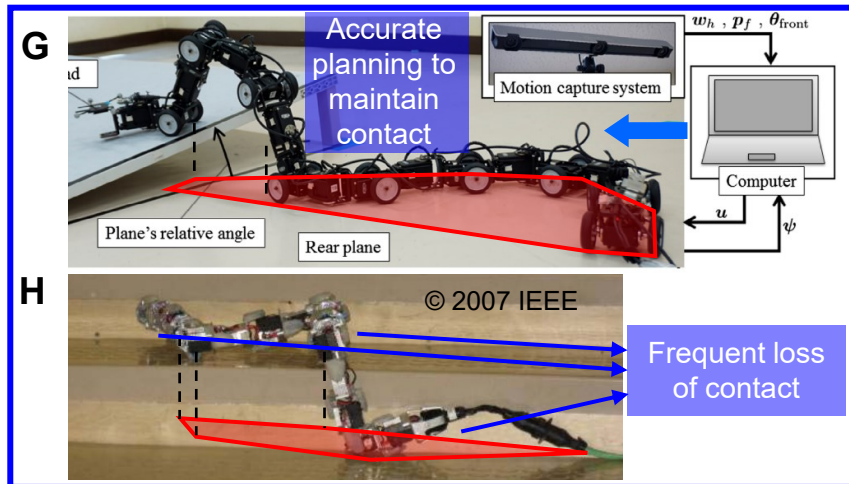 G
Accurate
planning to
maintain
contact
w_h , p_f , θ_front
Motion capture system
Computer
u
ψ
Plane's relative angle
Rear plane
H
© 2007 IEEE
Frequent loss
of contact